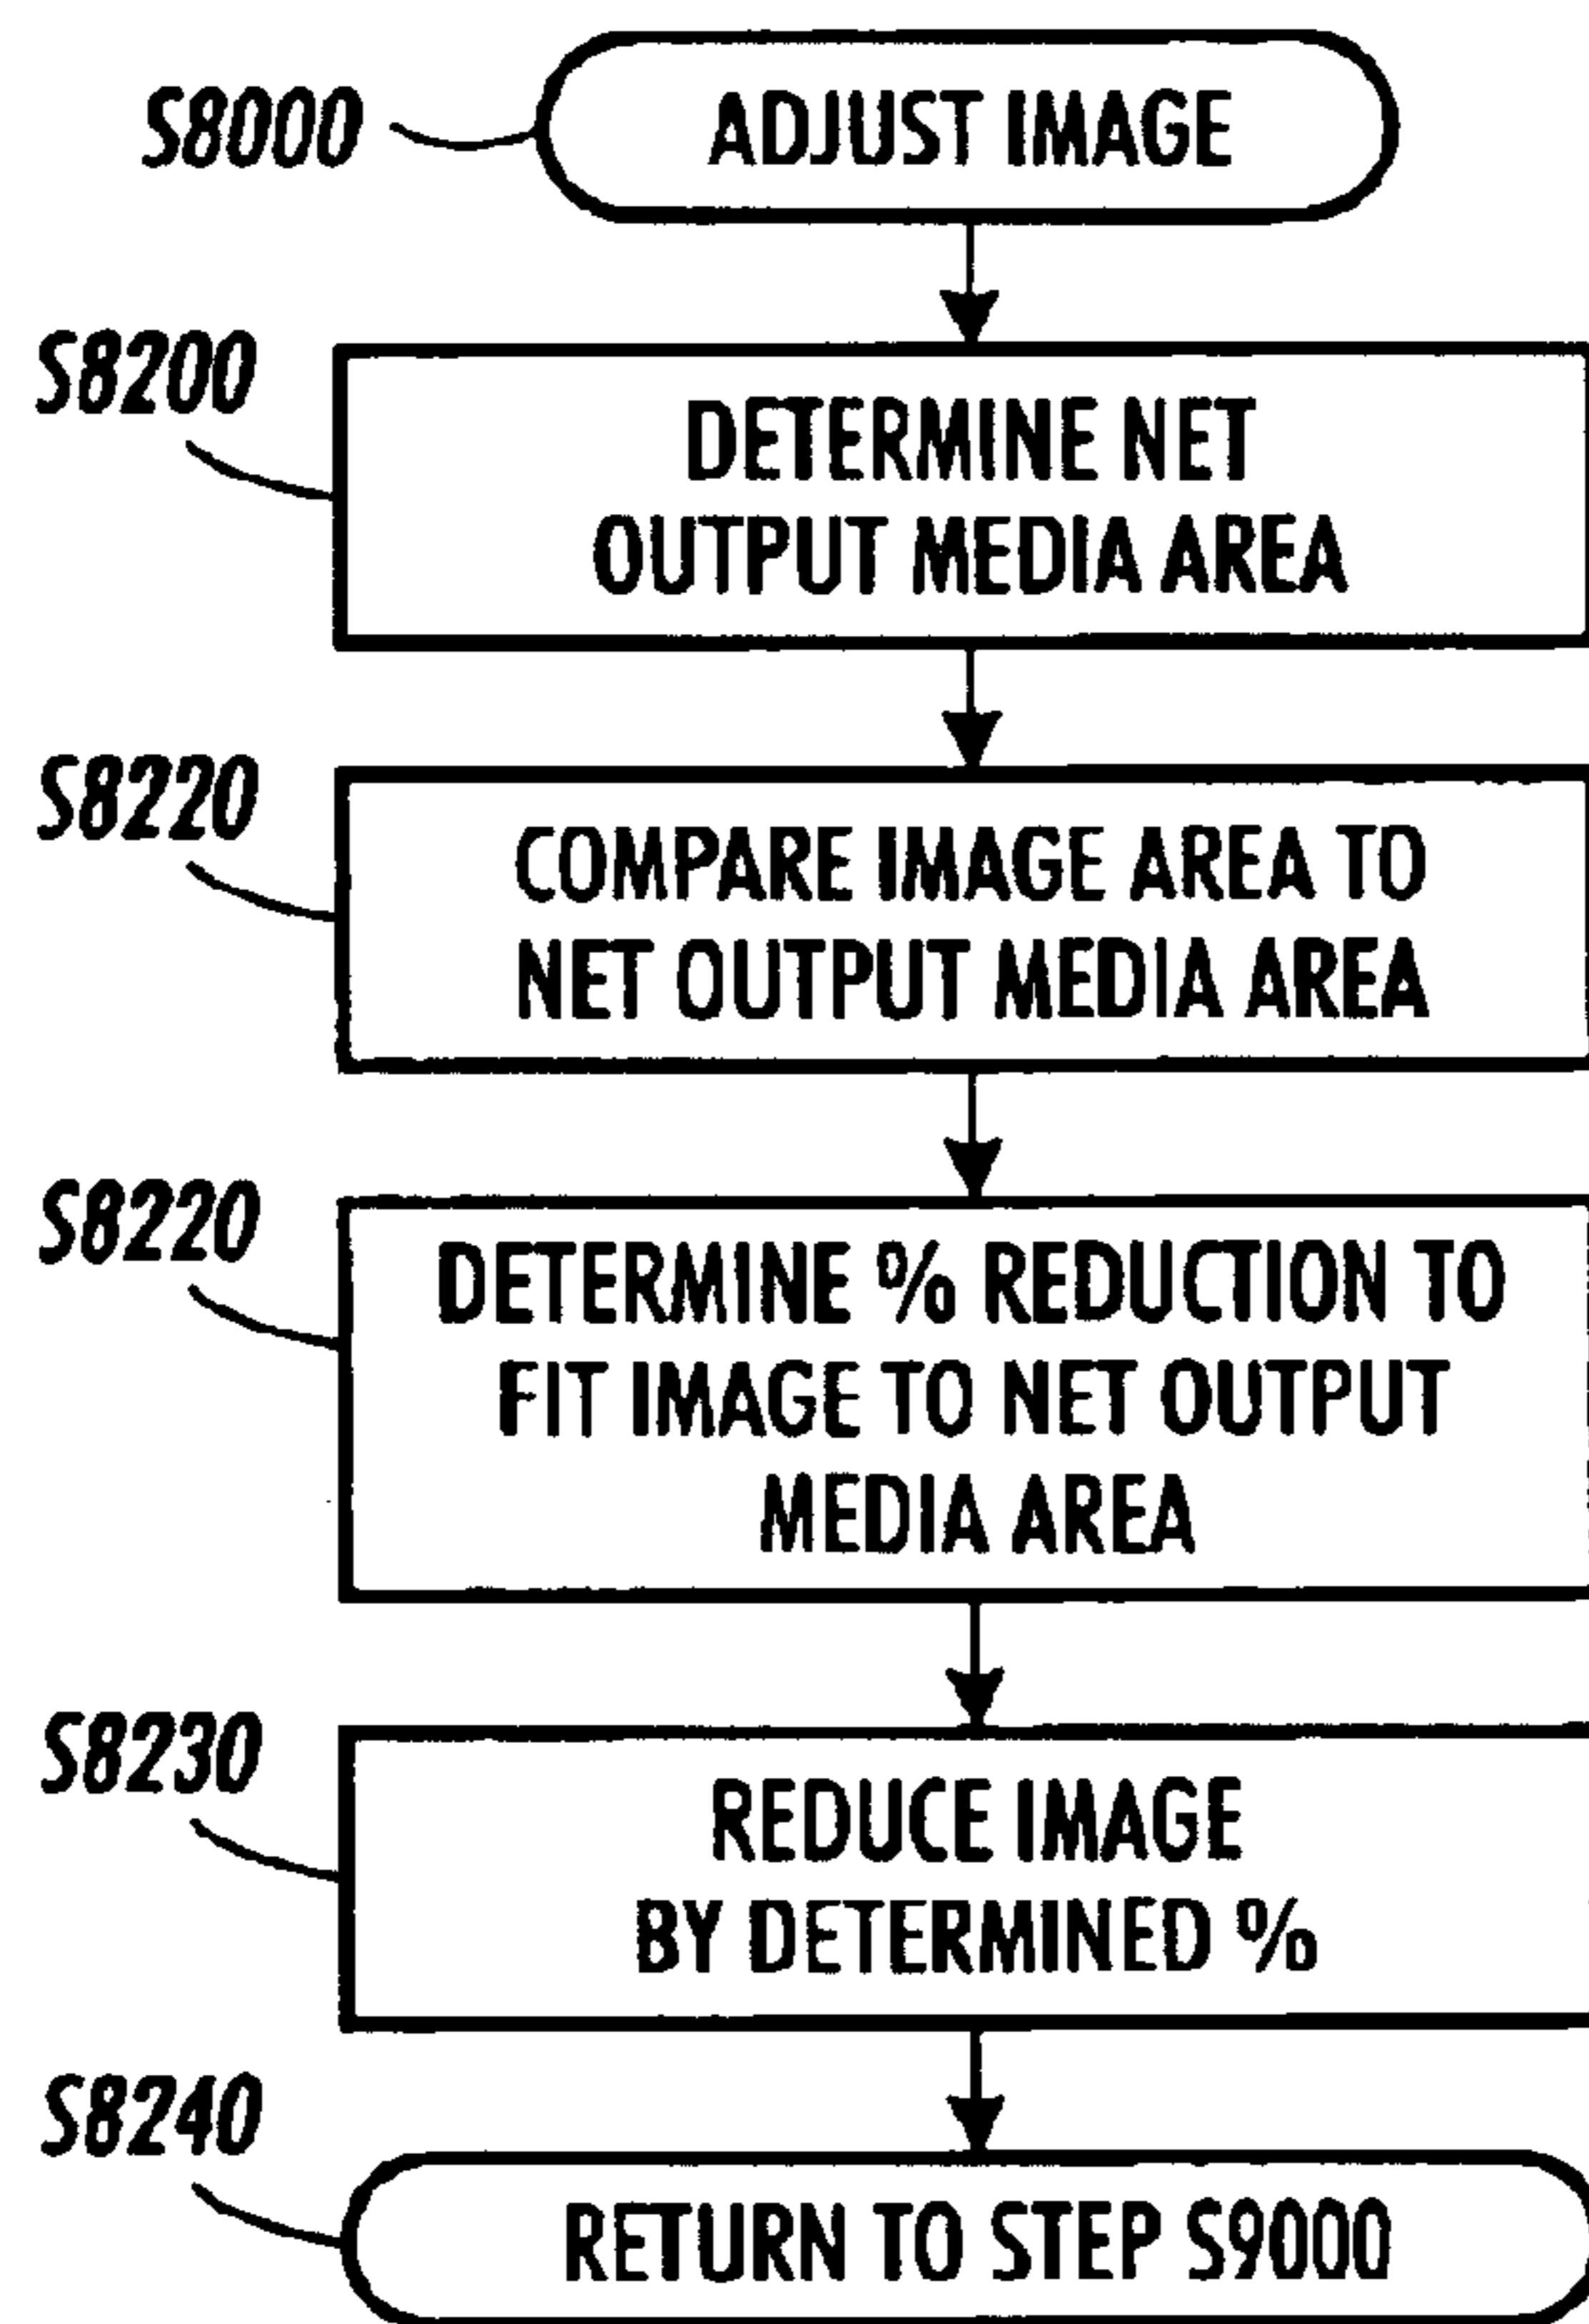 S8000
ADJUST IMAGE
S8200
DETERMINE NET
OUTPUT MEDIA AREA
S8220
COMPARE IMAGE AREA TO
NET OUTPUT MEDIA AREA
S8220
DETERMINE % REDUCTION TO
FIT IMAGE TO NET OUTPUT
MEDIA AREA
S8230
REDUCE IMAGE
BY DETERMINED %
S8240
RETURN TO STEP S9000